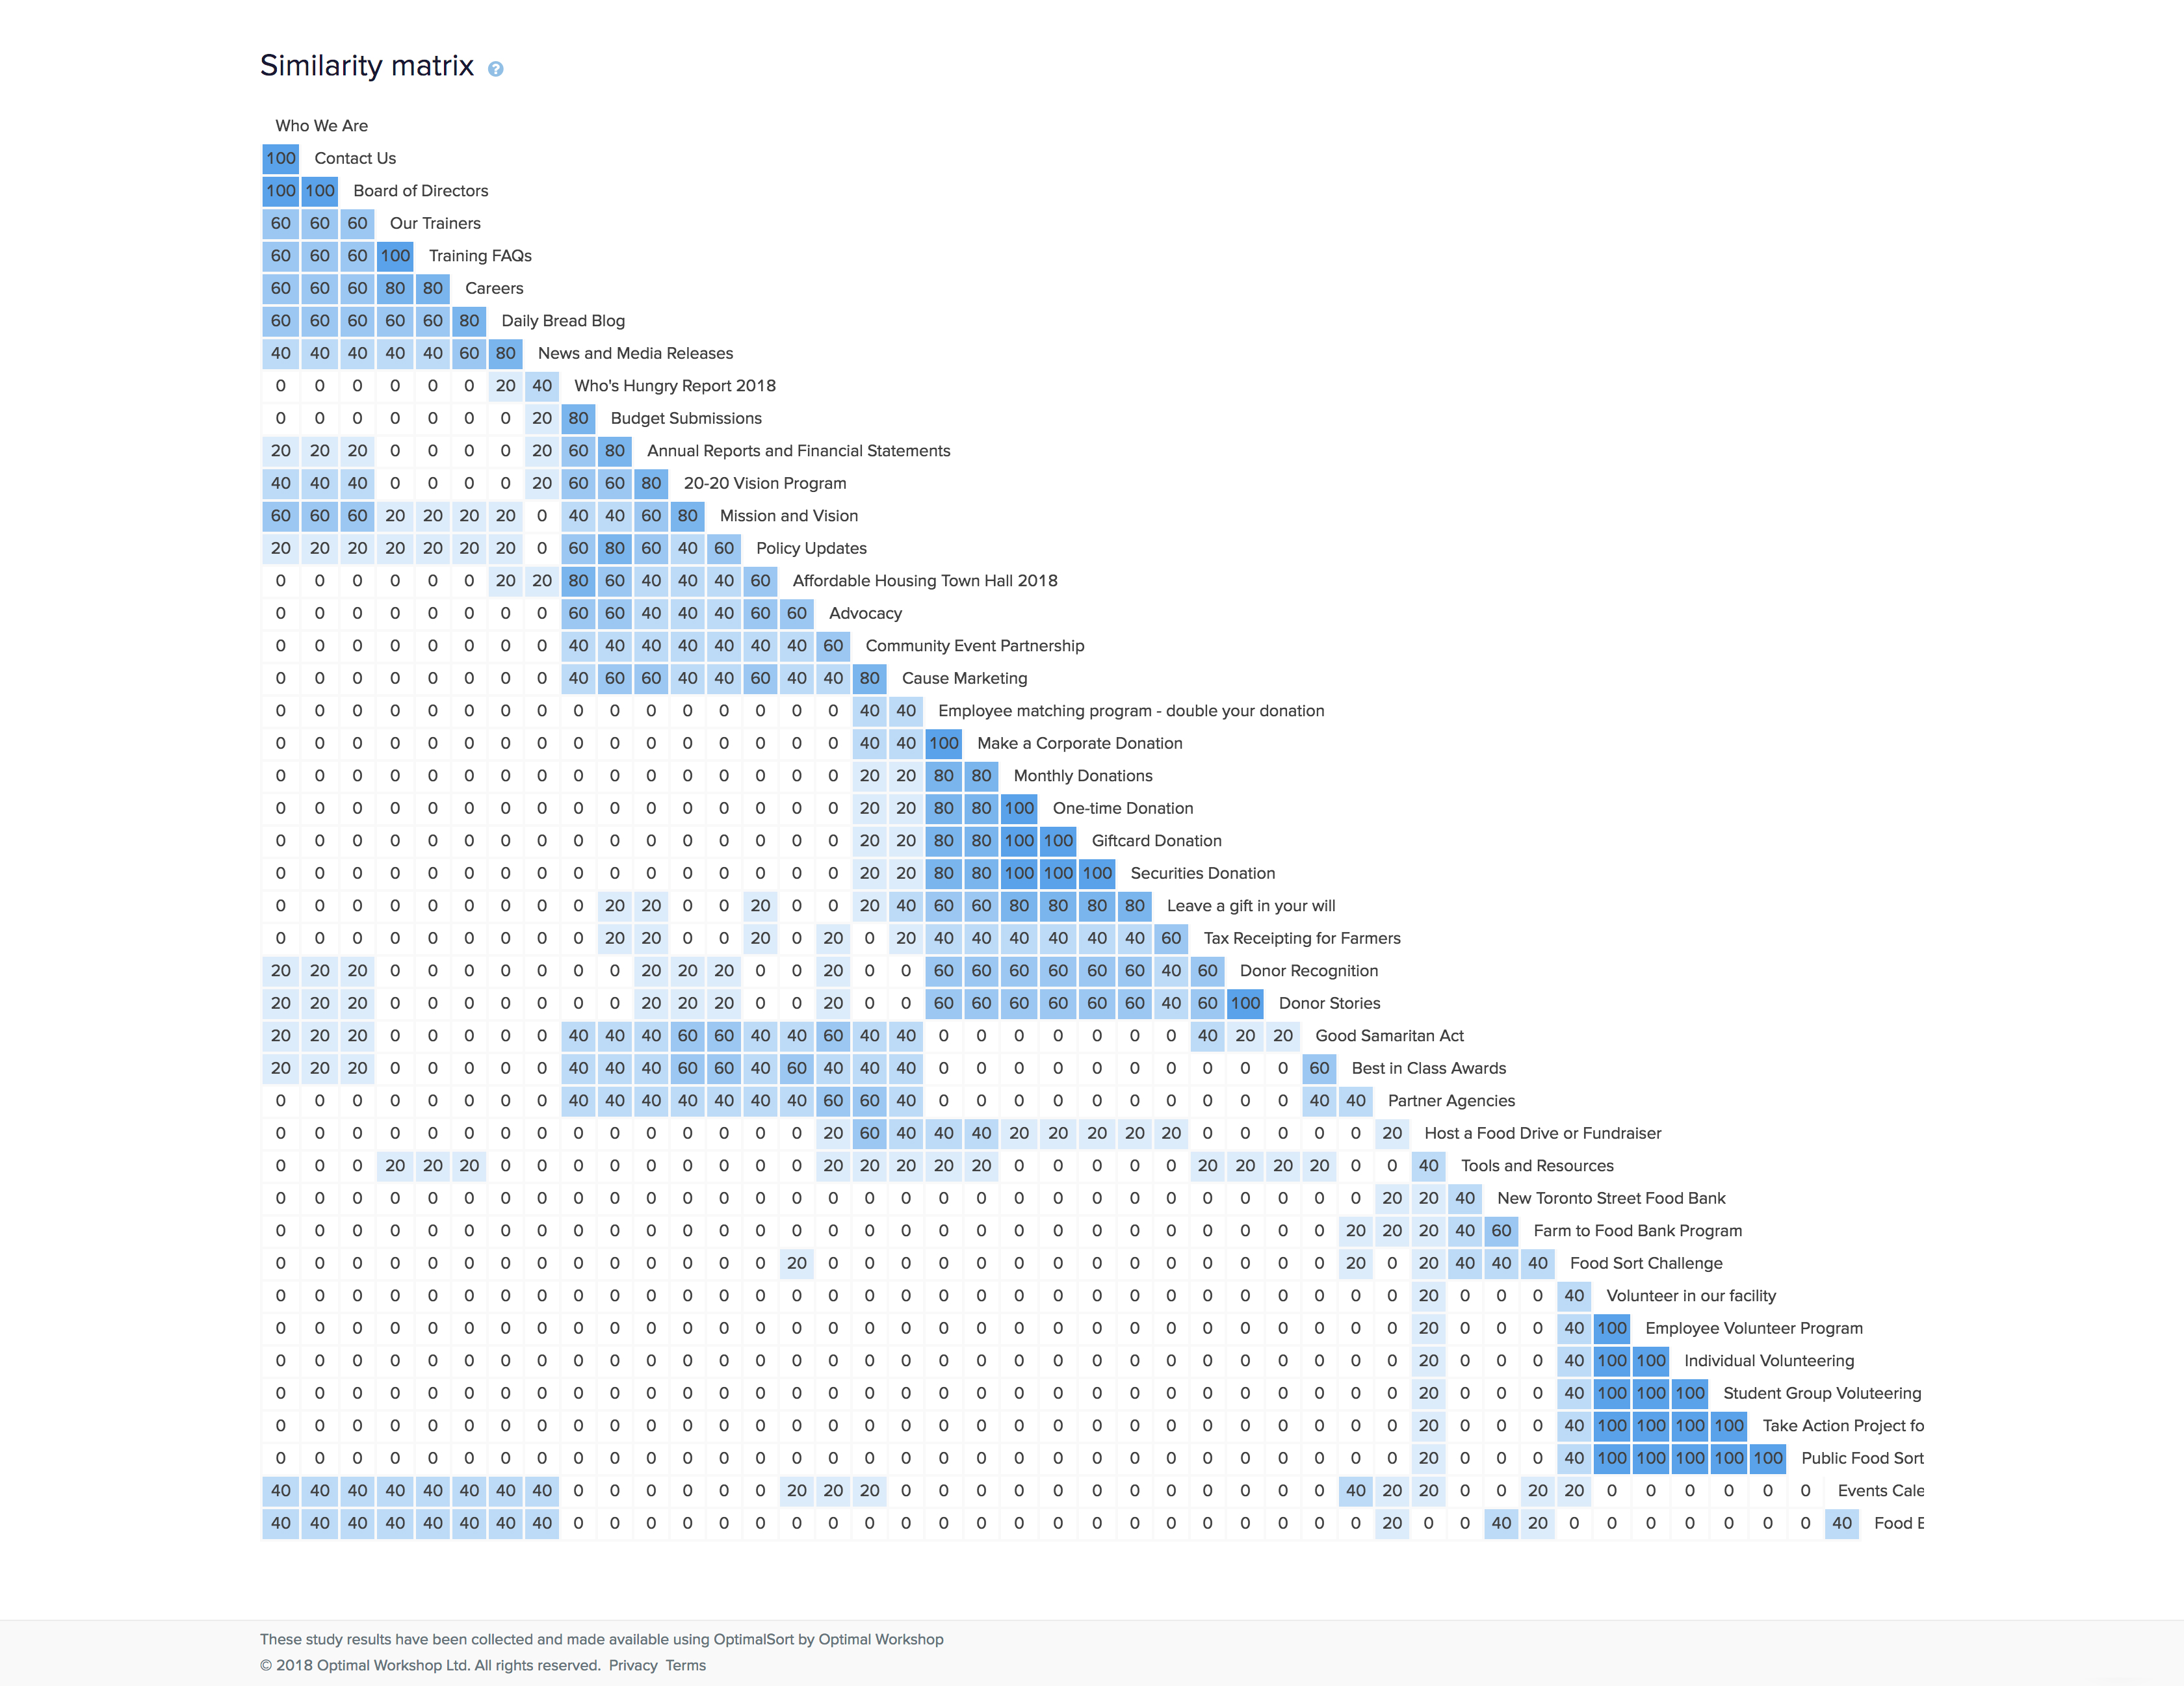 Similarity matrix ?
Who We Are
100 Contact Us
100 100 Board of Directors
60 60 60 Our Trainers
60 60 60 100 Training FAQs
60 60 60 80 80 Careers
60 60 60 60 60 80 Daily Bread Blog
40 40 40 40 40 60 80 News and Media Releases
0 0 0 0 0 0 20 40 Who's Hungry Report 2018
0 0 0 0 0 0 0 20 80 Budget Submissions
20 20 20 0 0 0 0 20 60 80 Annual Reports and Financial Statements
40 40 40 0 0 0 0 20 60 60 80 20-20 Vision Program
60 60 60 20 20 20 20 0 40 40 60 80 Mission and Vision
20 20 20 20 20 20 20 0 60 80 60 40 60 Policy Updates
0 0 0 0 0 0 20 20 80 60 40 40 40 60 Affordable Housing Town Hall 2018
0 0 0 0 0 0 0 0 60 60 40 40 40 60 60 Advocacy
0 0 0 0 0 0 0 0 40 40 40 40 40 40 40 60 Community Event Partnership
0 0 0 0 0 0 0 0 40 60 60 40 40 60 40 40 80 Cause Marketing
0 0 0 0 0 0 0 0 0 0 0 0 0 0 0 0 40 40 Employee matching program - double your donation
0 0 0 0 0 0 0 0 0 0 0 0 0 0 0 0 40 40 100 Make a Corporate Donation
0 0 0 0 0 0 0 0 0 0 0 0 0 0 0 0 20 20 80 80 Monthly Donations
0 0 0 0 0 0 0 0 0 0 0 0 0 0 0 0 20 20 80 80 100 One-time Donation
0 0 0 0 0 0 0 0 0 0 0 0 0 0 0 0 20 20 80 80 100 100 Giftcard Donation
0 0 0 0 0 0 0 0 0 0 0 0 0 0 0 0 20 20 80 80 100 100 100 Securities Donation
0 0 0 0 0 0 0 0 0 20 20 0 0 20 0 0 20 40 60 60 80 80 80 80 Leave a gift in your will
0 0 0 0 0 0 0 0 0 20 20 0 0 20 0 20 0 20 40 40 40 40 40 40 60 Tax Receipting for Farmers
20 20 20 0 0 0 0 0 0 0 20 20 20 0 0 20 0 0 60 60 60 60 60 60 40 60 Donor Recognition
20 20 20 0 0 0 0 0 0 0 20 20 20 0 0 20 0 0 60 60 60 60 60 60 40 60 100 Donor Stories
20 20 20 0 0 0 0 0 40 40 40 60 60 40 40 60 40 40 0 0 0 0 0 0 0 40 20 20 Good Samaritan Act
20 20 20 0 0 0 0 0 40 40 40 60 60 40 60 40 40 40 0 0 0 0 0 0 0 0 0 0 60 Best in Class Awards
0 0 0 0 0 0 0 0 40 40 40 40 40 40 40 60 60 40 0 0 0 0 0 0 0 0 0 0 40 40 Partner Agencies
0 0 0 0 0 0 0 0 0 0 0 0 0 0 0 20 60 40 40 40 20 20 20 20 20 0 0 0 0 0 20 Host a Food Drive or Fundraiser
0 0 0 20 20 20 0 0 0 0 0 0 0 0 0 20 20 20 20 20 0 0 0 0 0 20 20 20 20 0 0 40 Tools and Resources
0 0 0 0 0 0 0 0 0 0 0 0 0 0 0 0 0 0 0 0 0 0 0 0 0 0 0 0 0 0 20 20 40 New Toronto Street Food Bank
0 0 0 0 0 0 0 0 0 0 0 0 0 0 0 0 0 0 0 0 0 0 0 0 0 0 0 0 0 20 20 20 40 60 Farm to Food Bank Program
0 0 0 0 0 0 0 0 0 0 0 0 0 0 20 0 0 0 0 0 0 0 0 0 0 0 0 0 0 20 0 20 40 40 40 Food Sort Challenge
0 0 0 0 0 0 0 0 0 0 0 0 0 0 0 0 0 0 0 0 0 0 0 0 0 0 0 0 0 0 0 20 0 0 0 40 Volunteer in our facility
0 0 0 0 0 0 0 0 0 0 0 0 0 0 0 0 0 0 0 0 0 0 0 0 0 0 0 0 0 0 0 20 0 0 0 40 100 Employee Volunteer Program
0 0 0 0 0 0 0 0 0 0 0 0 0 0 0 0 0 0 0 0 0 0 0 0 0 0 0 0 0 0 0 20 0 0 0 40 100 100 Individual Volunteering
0 0 0 0 0 0 0 0 0 0 0 0 0 0 0 0 0 0 0 0 0 0 0 0 0 0 0 0 0 0 0 20 0 0 0 40 100 100 100 Student Group Voluteering
0 0 0 0 0 0 0 0 0 0 0 0 0 0 0 0 0 0 0 0 0 0 0 0 0 0 0 0 0 0 0 20 0 0 0 40 100 100 100 100 Take Action Project fo
0 0 0 0 0 0 0 0 0 0 0 0 0 0 0 0 0 0 0 0 0 0 0 0 0 0 0 0 0 0 0 20 0 0 0 40 100 100 100 100 100 Public Food Sort
40 40 40 40 40 40 40 40 0 0 0 0 0 0 20 20 20 0 0 0 0 0 0 0 0 0 0 0 0 40 20 20 0 0 20 20 0 0 0 0 0 0 Events Cale
40 40 40 40 40 40 40 40 0 0 0 0 0 0 0 0 0 0 0 0 0 0 0 0 0 0 0 0 0 0 20 0 0 40 20 0 0 0 0 0 0 0 40 Food E
These study results have been collected and made available using OptimalSort by Optimal Workshop
© 2018 Optimal Workshop Ltd. All rights reserved. Privacy Terms